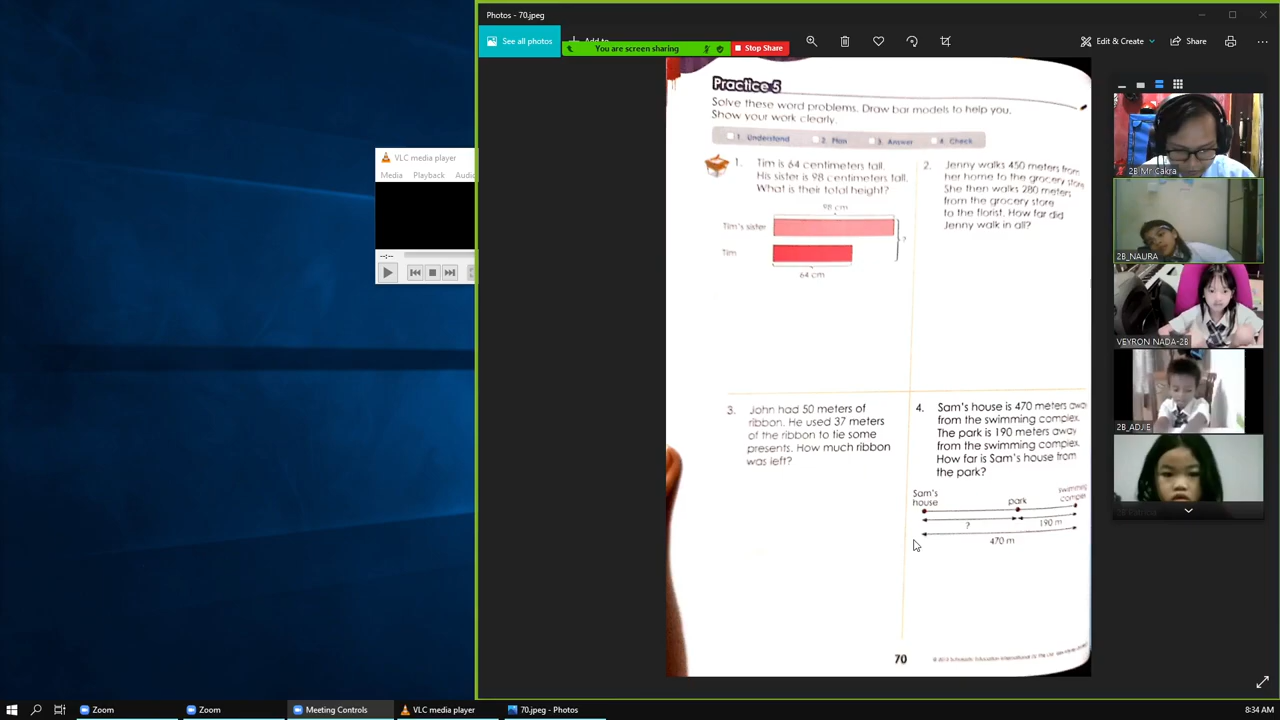 Photos - 70.jpeg
See all photos
Add to
You are screen sharing
Stop Share
Edit & Create
Share
VLC media player
Media Playback Audio
--:--
Practice 5
Solve these word problems. Draw bar models to help you.
Show your work clearly.
1. Understand 2. Plan 3. Answer 4. Check
1. Tim is 64 centimeters tall.
His sister is 98 centimeters tall.
What is their total height?
98 cm
Tim's sister
?
Tim
64 cm
2. Jenny walks 450 meters from
her home to the grocery store.
She then walks 280 meters
from the grocery store
to the florist. How far did
Jenny walk in all?
3. John had 50 meters of
ribbon. He used 37 meters
of the ribbon to tie some
presents. How much ribbon
was left?
4. Sam's house is 470 meters away
from the swimming complex.
The park is 190 meters away
from the swimming complex.
How far is Sam's house from
the park?
Sam's
house
park
swimming
complex
?
190 m
470 m
70
2B Mr Cakra
2B_NAURA
VEYRON NADA-2B
2B_ADJIE
Zoom
Zoom
Meeting Controls
VLC media player
70.jpeg - Photos
8:34 AM